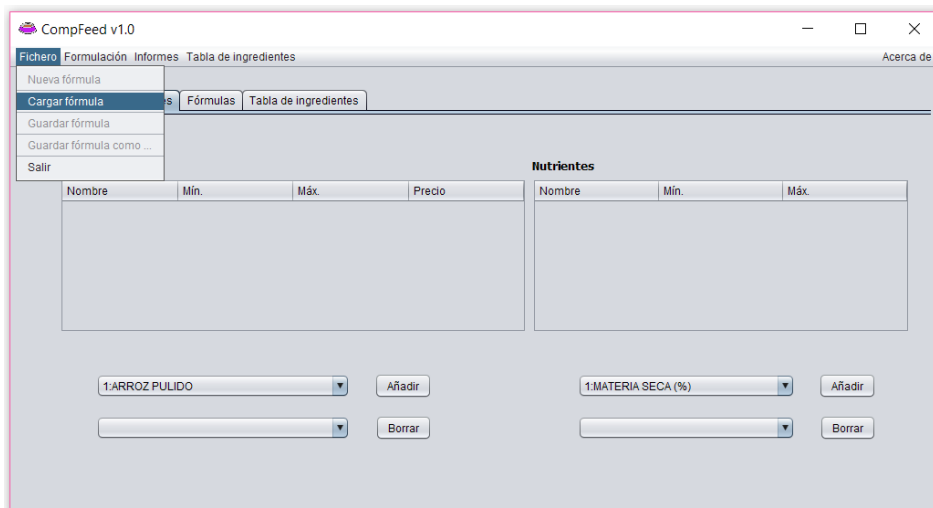 CompFeed v1.0
Fichero Formulación Informes Tabla de ingredientes Acerca de
Nueva fórmula
Cargar fórmula
s Fórmulas Tabla de ingredientes
Guardar fórmula
Guardar fórmula como ...
Salir
Nutrientes
Nombre Mín. Máx. Precio Nombre Mín. Máx.
1:ARROZ PULIDO Añadir 1:MATERIA SECA (%) Añadir
Borrar Borrar